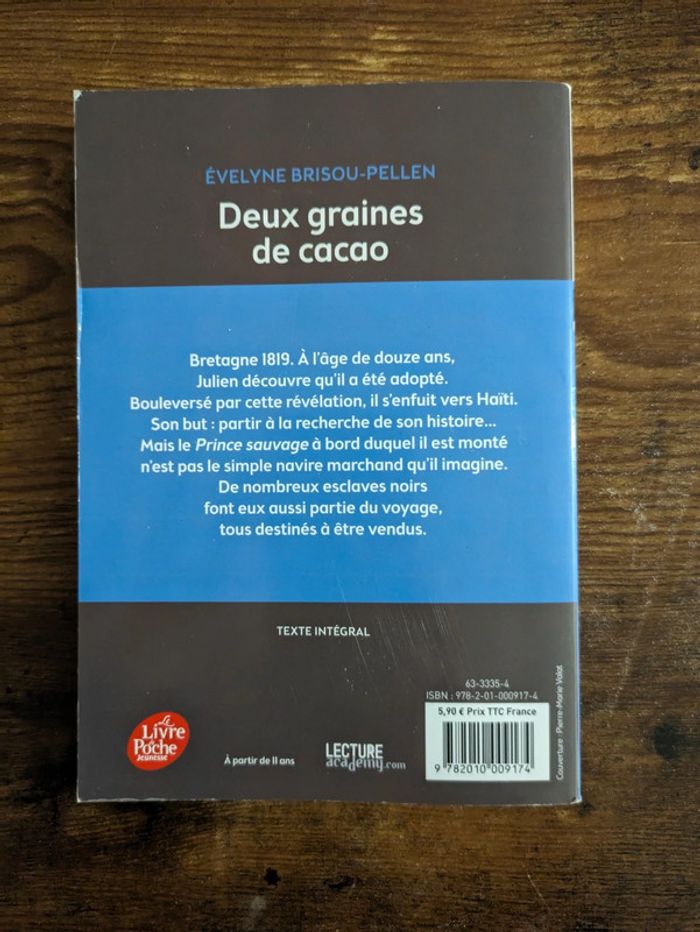 ÉVELYNE BRISOU-PELLEN
Deux graines
de cacao
Bretagne 1819. À l'âge de douze ans,
Julien découvre qu'il a été adopté.
Bouleversé par cette révélation, il s'enfuit vers Haïti.
Son but : partir à la recherche de son histoire...
Mais le Prince sauvage à bord duquel il est monté
n'est pas le simple navire marchand qu'il imagine.
De nombreux esclaves noirs
font eux aussi partie du voyage,
tous destinés à être vendus.
TEXTE INTÉGRAL
Le
Livre
de Poche
Jeunesse
À partir de 11 ans
LECTURE
academy.com
63-3335-4
ISBN : 978-2-01-000917-4
5,90 € Prix TTC France
9 782010 009174
Couverture : Pierre-Marie Valat